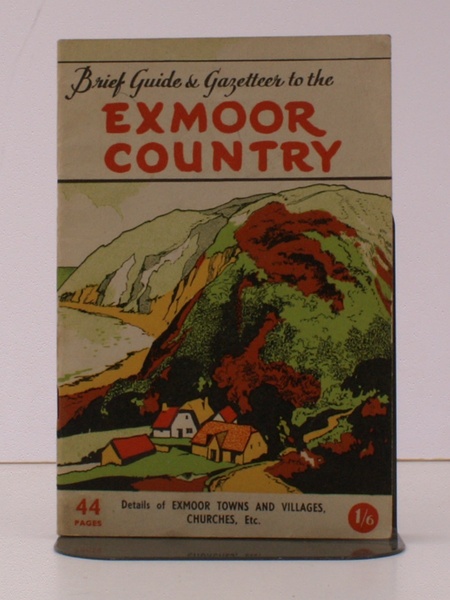 Brief Guide & Gazetteer to the
EXMOOR
COUNTRY
44
PAGES
Details of EXMOOR TOWNS AND VILLAGES,
CHURCHES, Etc.
1/6